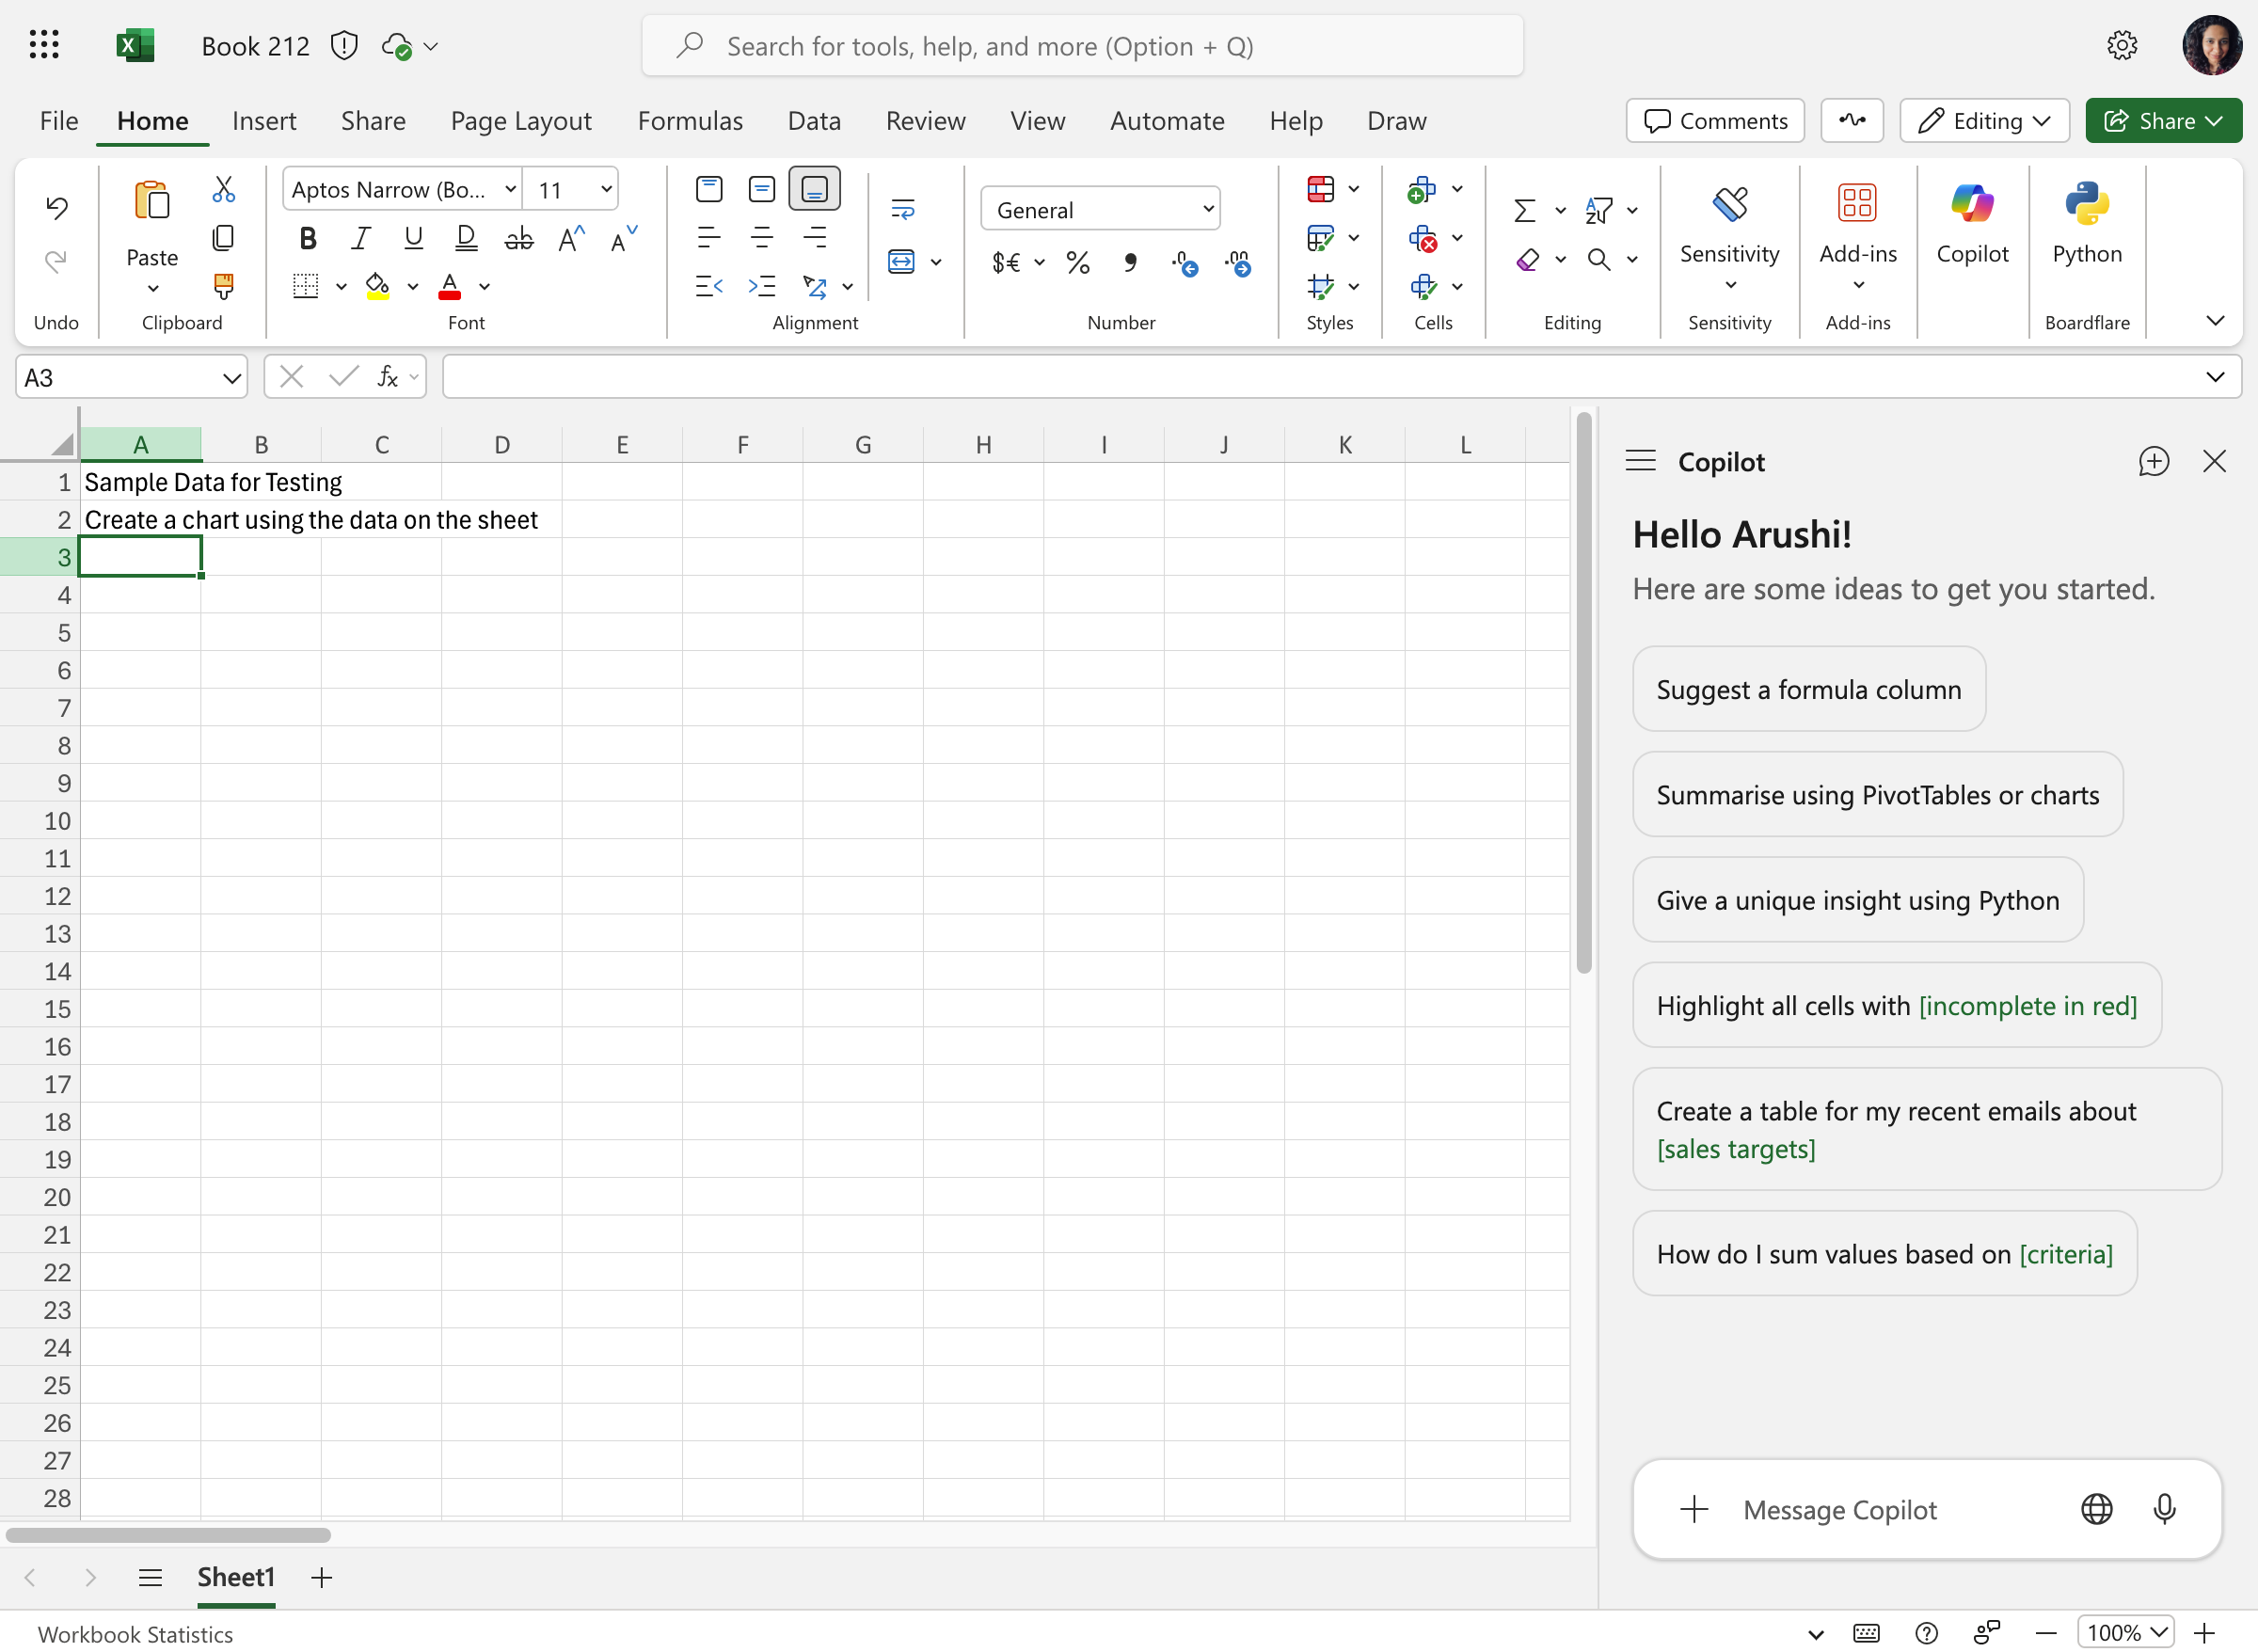 Book 212
Search for tools, help, and more (Option + Q)
File Home Insert Share Page Layout Formulas Data Review View Automate Help Draw
Comments Editing Share
Paste
Aptos Narrow (Bo... 11
General
$€ % 9
Sensitivity Add-ins Copilot Python
Undo Clipboard Font Alignment Number Styles Cells Editing Sensitivity Add-ins Boardflare
A3 fx
A B C D E F G H I J K L
1 Sample Data for Testing
2 Create a chart using the data on the sheet
3
4
5
6
7
8
9
10
11
12
13
14
15
16
17
18
19
20
21
22
23
24
25
26
27
28
Sheet1
Workbook Statistics
Copilot
Hello Arushi!
Here are some ideas to get you started.
Suggest a formula column
Summarise using PivotTables or charts
Give a unique insight using Python
Highlight all cells with [incomplete in red]
Create a table for my recent emails about
[sales targets]
How do I sum values based on [criteria]
Message Copilot
100%